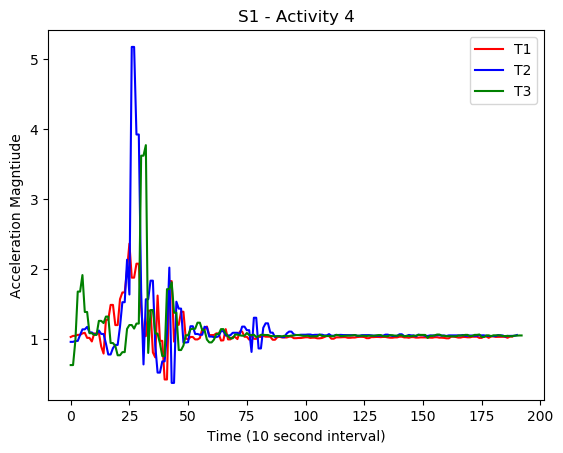 S1 - Activity 4
T1
T2
T3
5
4
3
2
1
Acceleration Magntiude
0
25
50
75
100
125
150
175
200
Time (10 second interval)